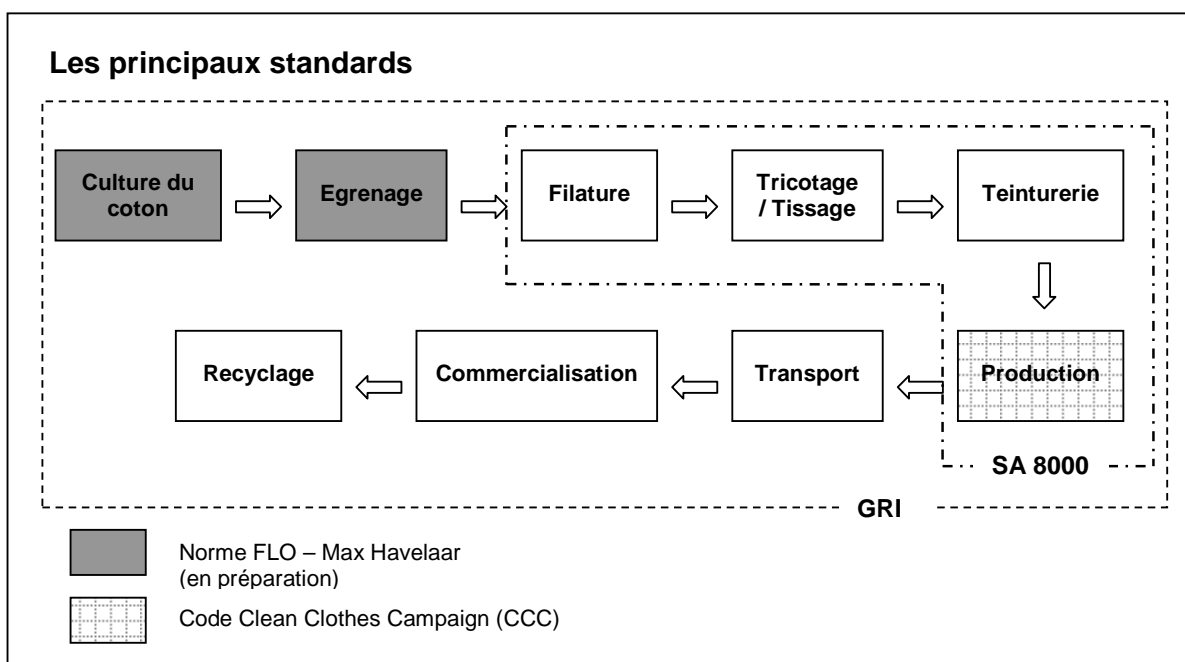 Les principaux standards
Culture du
coton
Egrenage
Filature
Tricotage
/ Tissage
Teinturerie
Recyclage
Commercialisation
Transport
Production
SA 8000
GRI
Norme FLO – Max Havelaar
(en préparation)
Code Clean Clothes Campaign (CCC)